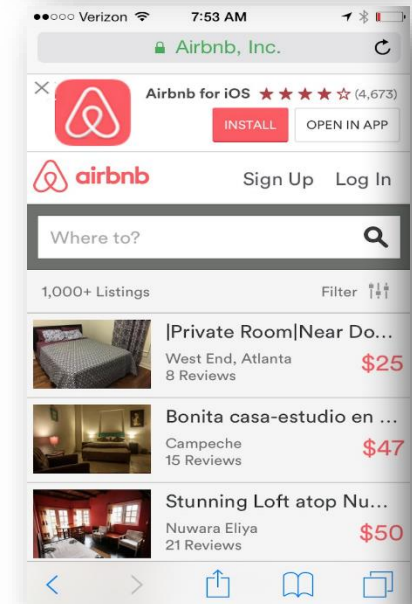 Verizon 7:53 AM
Airbnb, Inc.
Airbnb for iOS ★★★★☆ (4,673)
INSTALL OPEN IN APP
airbnb Sign Up Log In
Where to?
1,000+ Listings Filter
|Private Room|Near Do...
West End, Atlanta $25
8 Reviews
Bonita casa-estudio en ...
Campeche $47
15 Reviews
Stunning Loft atop Nu...
Nuwara Eliya $50
21 Reviews